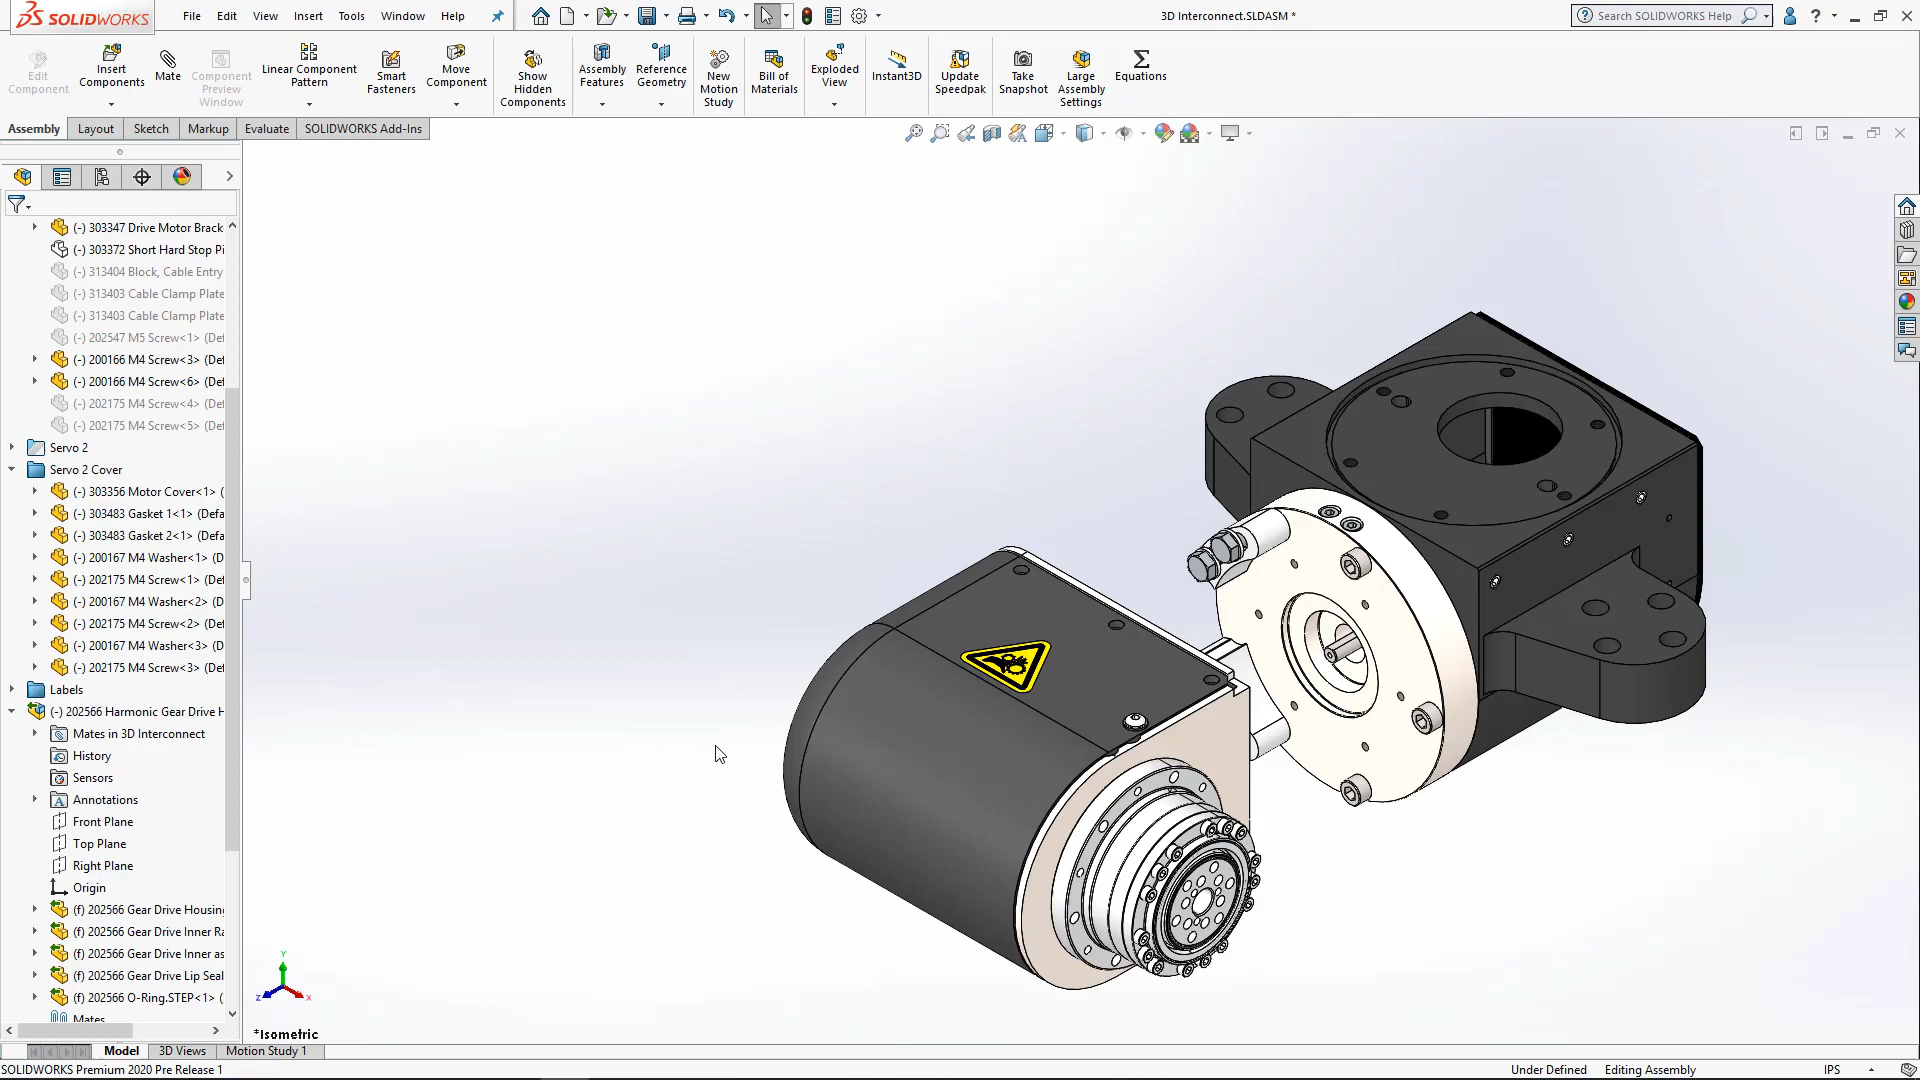 SOLIDWORKS
File Edit View Insert Tools Window Help
3D Interconnect.SLDASM *
Search SOLIDWORKS Help
Edit Component
Insert Components
Mate
Component Preview Window
Linear Component Pattern
Smart Fasteners
Move Component
Show Hidden Components
Assembly Features
Reference Geometry
New Motion Study
Bill of Materials
Exploded View
Instant3D
Update Speedpak
Take Snapshot
Large Assembly Settings
Equations
Assembly Layout Sketch Markup Evaluate SOLIDWORKS Add-Ins
(-) 303347 Drive Motor Brack
(-) 303372 Short Hard Stop Pi
(-) 313404 Block, Cable Entry
(-) 313403 Cable Clamp Plate
(-) 313403 Cable Clamp Plate
(-) 202547 M5 Screw<1> (Def
(-) 200166 M4 Screw<3> (Def
(-) 200166 M4 Screw<6> (Def
(-) 202175 M4 Screw<4> (Def
(-) 202175 M4 Screw<5> (Def
Servo 2
Servo 2 Cover
(-) 303356 Motor Cover<1> (
(-) 303483 Gasket 1<1> (Defa
(-) 303483 Gasket 2<1> (Defa
(-) 200167 M4 Washer<1> (D
(-) 202175 M4 Screw<1> (Def
(-) 200167 M4 Washer<2> (D
(-) 202175 M4 Screw<2> (Def
(-) 200167 M4 Washer<3> (D
(-) 202175 M4 Screw<3> (Def
Labels
(-) 202566 Harmonic Gear Drive H
Mates in 3D Interconnect
History
Sensors
Annotations
Front Plane
Top Plane
Right Plane
Origin
(f) 202566 Gear Drive Housing
(f) 202566 Gear Drive Inner Ra
(f) 202566 Gear Drive Inner as
(f) 202566 Gear Drive Lip Seal
(f) 202566 O-Ring.STEP<1> (
Mates
Y
Z X
*Isometric
Model 3D Views Motion Study 1
SOLIDWORKS Premium 2020 Pre Release 1
Under Defined Editing Assembly IPS